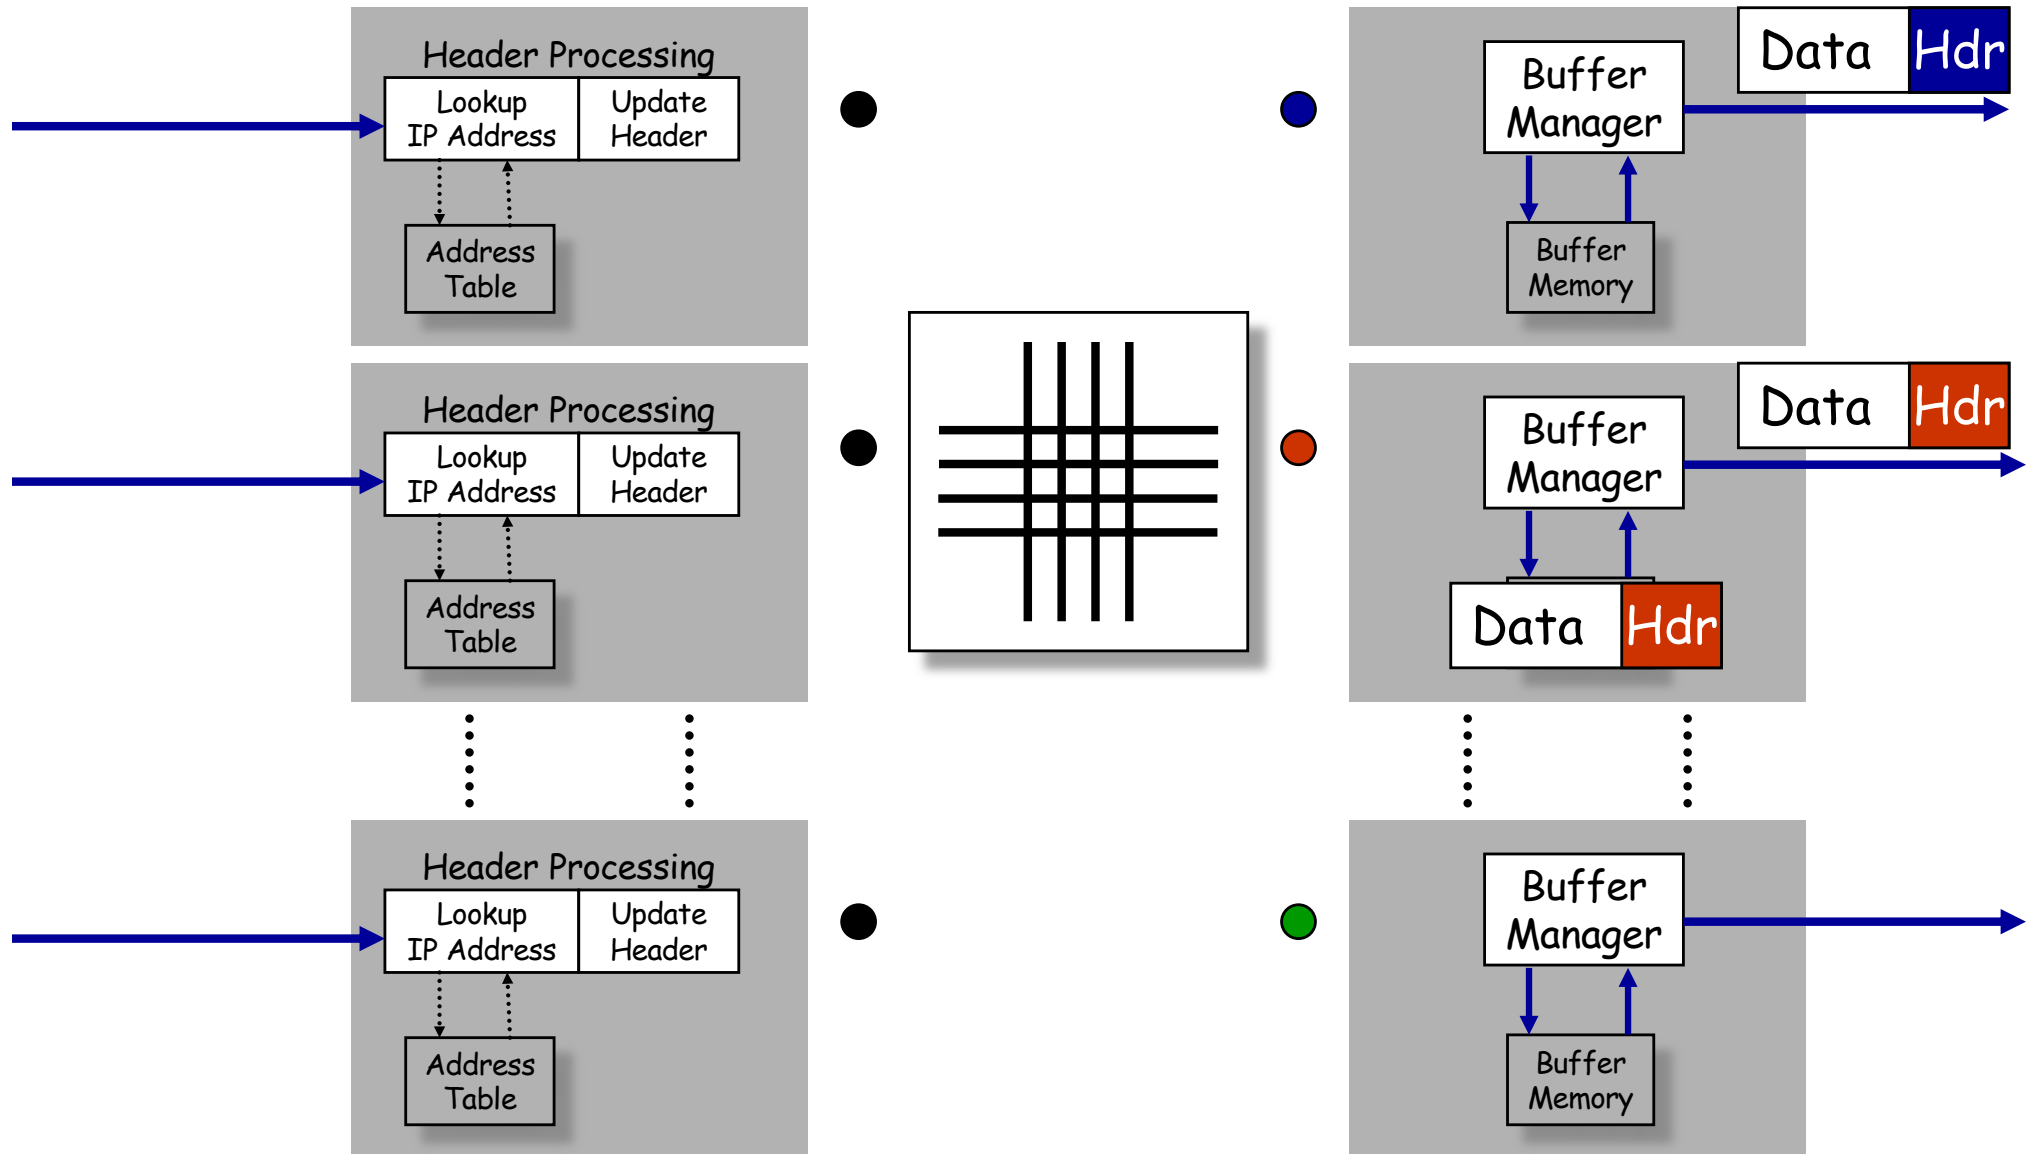 Header Processing
Lookup
IP Address
Update
Header
Address
Table
Buffer
Manager
Buffer
Memory
Data Hdr
Header Processing
Lookup
IP Address
Update
Header
Address
Table
Buffer
Manager
Data Hdr
Data Hdr
Header Processing
Lookup
IP Address
Update
Header
Address
Table
Buffer
Manager
Buffer
Memory